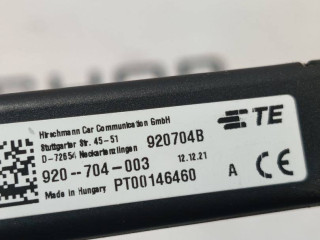 Hirschmann Car Communication GmbH
Stuttgarter Str. 45-51
D-72654 Neckartenzlingen 920704B
920-704-003 12.12.21
Made in Hungary PT00146460 A CE
TE